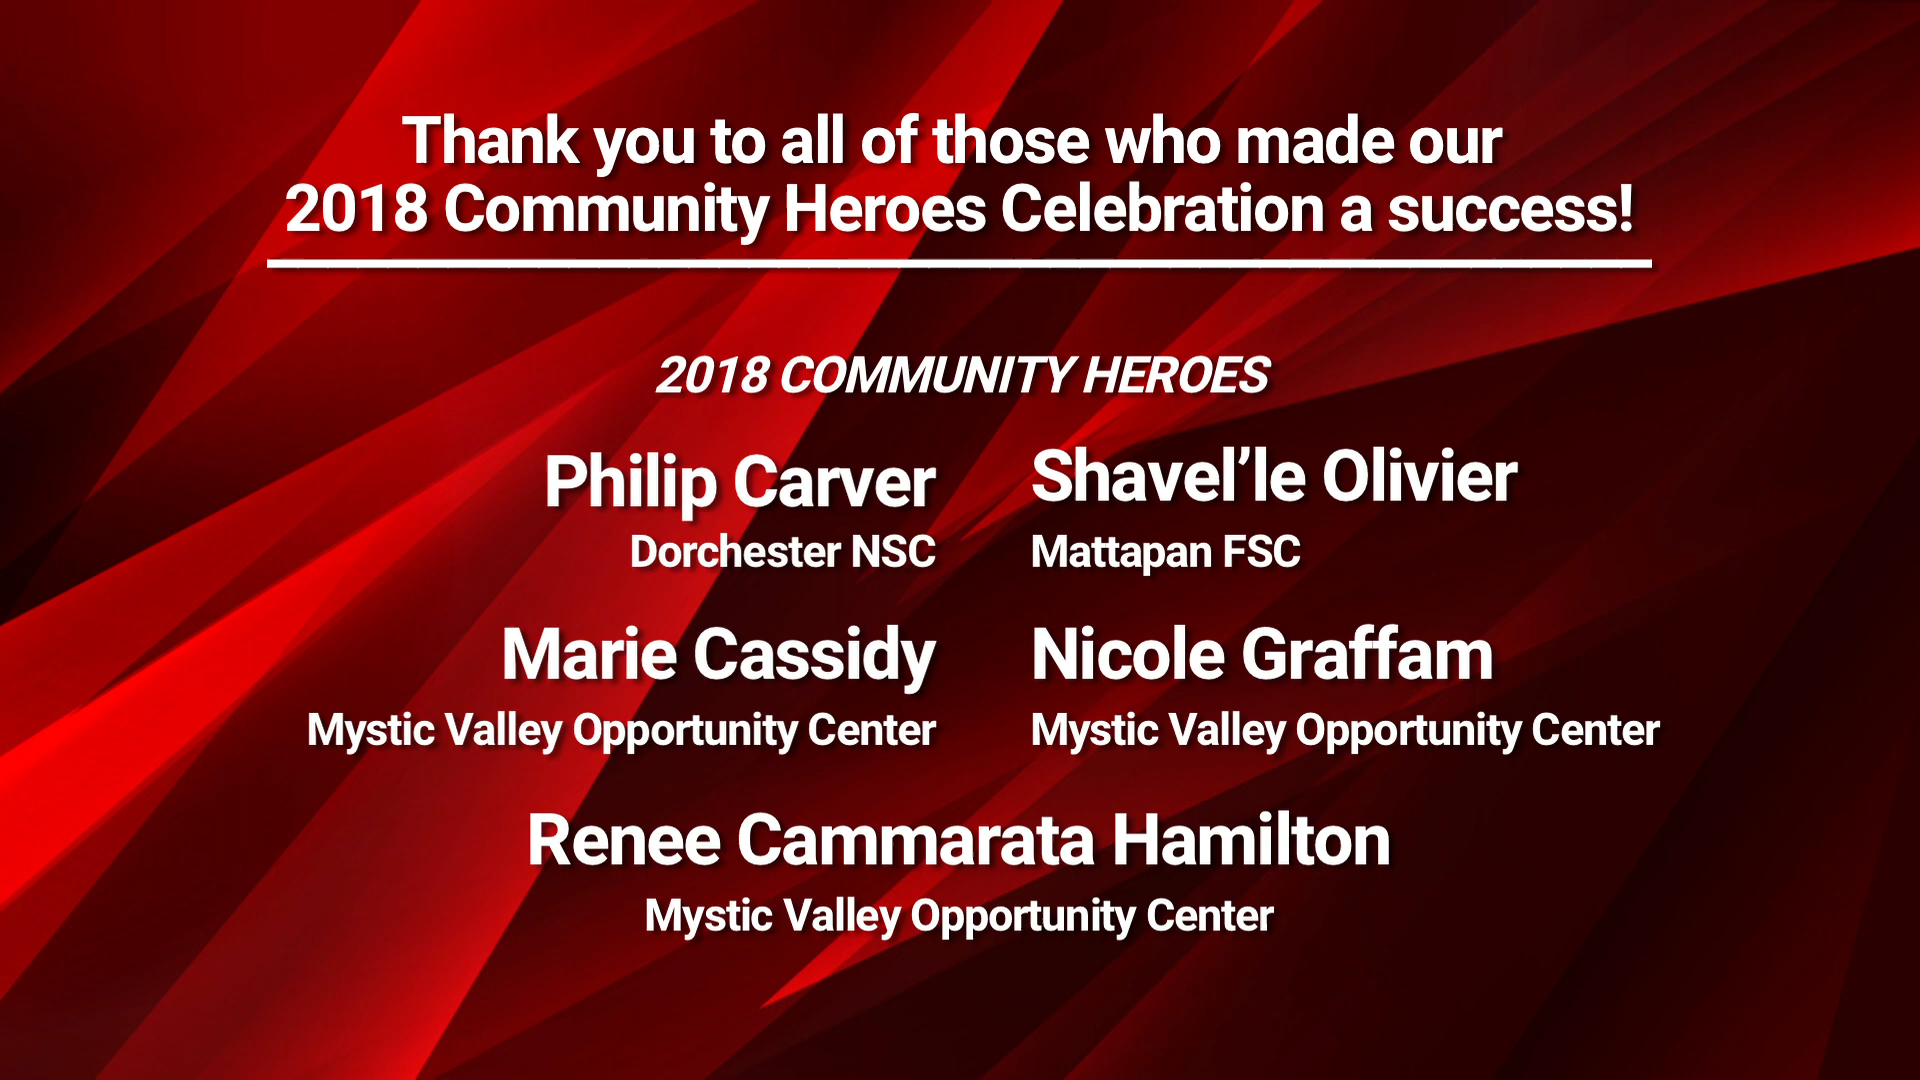 Thank you to all of those who made our
2018 Community Heroes Celebration a success!
2018 COMMUNITY HEROES
Philip Carver
Dorchester NSC
Shavel’le Olivier
Mattapan FSC
Marie Cassidy
Mystic Valley Opportunity Center
Nicole Graffam
Mystic Valley Opportunity Center
Renee Cammarata Hamilton
Mystic Valley Opportunity Center